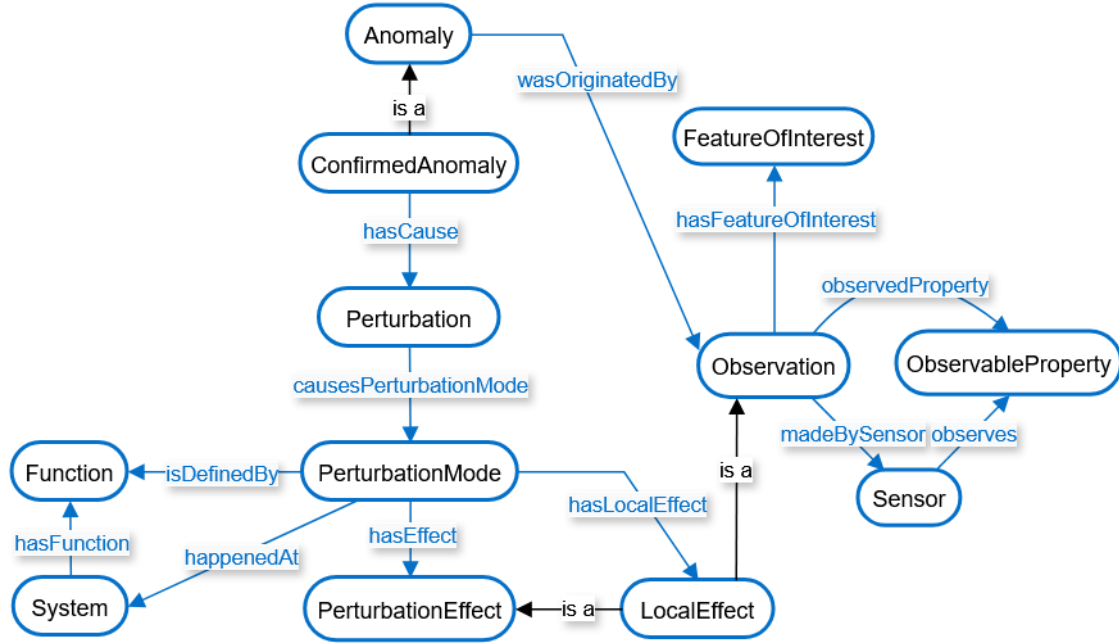 Anomaly
wasOriginatedBy
is a
FeatureOfInterest
ConfirmedAnomaly
hasFeatureOfInterest
hasCause
observedProperty
Perturbation
Observation
ObservableProperty
causesPerturbationMode
madeBySensor
observes
Function
isDefinedBy
PerturbationMode
is a
Sensor
hasLocalEffect
hasFunction
happenedAt
hasEffect
System
PerturbationEffect
is a
LocalEffect